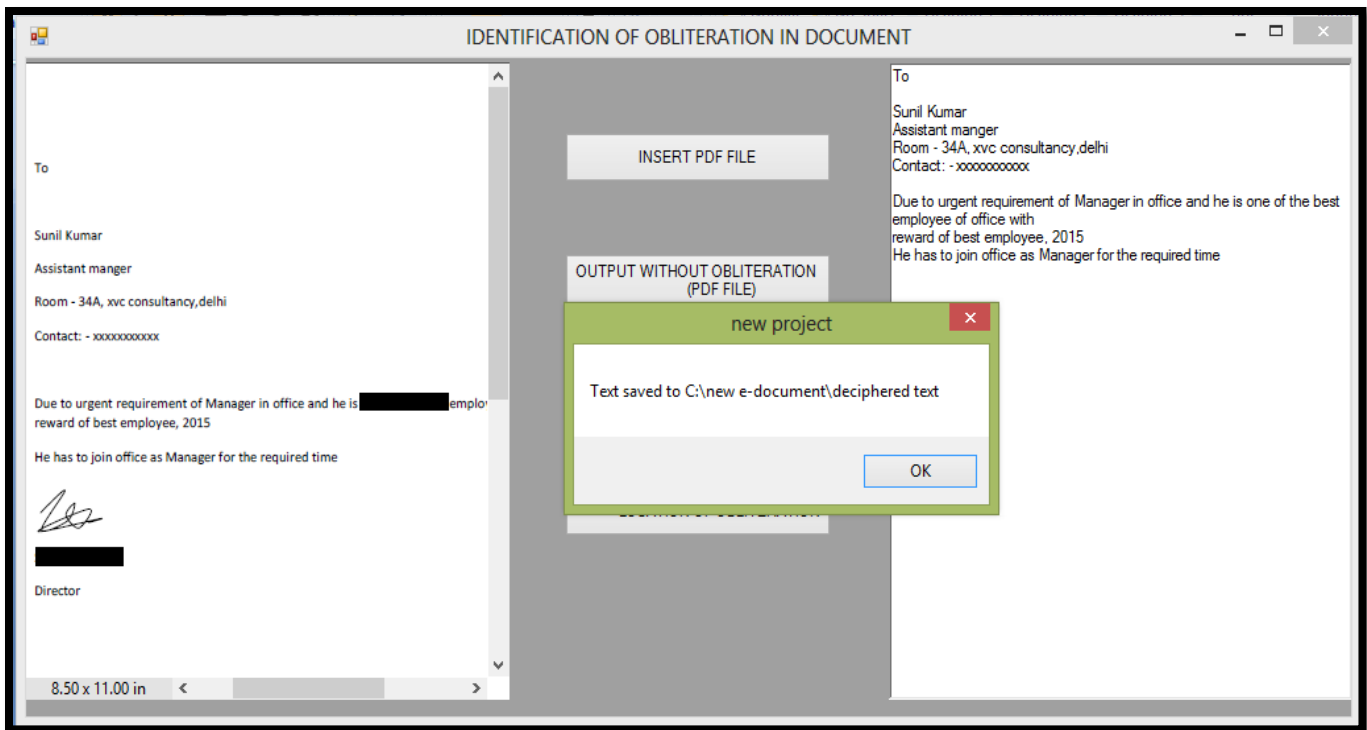 IDENTIFICATION OF OBLITERATION IN DOCUMENT
To
Sunil Kumar
Assistant manger
Room - 34A, xvc consultancy,delhi
Contact: - xxxxxxxxxxx
Due to urgent requirement of Manager in office and he is emplo
reward of best employee, 2015
He has to join office as Manager for the required time
Director
8.50 x 11.00 in
INSERT PDF FILE
OUTPUT WITHOUT OBLITERATION
(PDF FILE)
new project
Text saved to C:\new e-document\deciphered text
OK
To
Sunil Kumar
Assistant manger
Room - 34A, xvc consultancy,delhi
Contact: - xxxxxxxxxxx
Due to urgent requirement of Manager in office and he is one of the best
employee of office with
reward of best employee, 2015
He has to join office as Manager for the required time